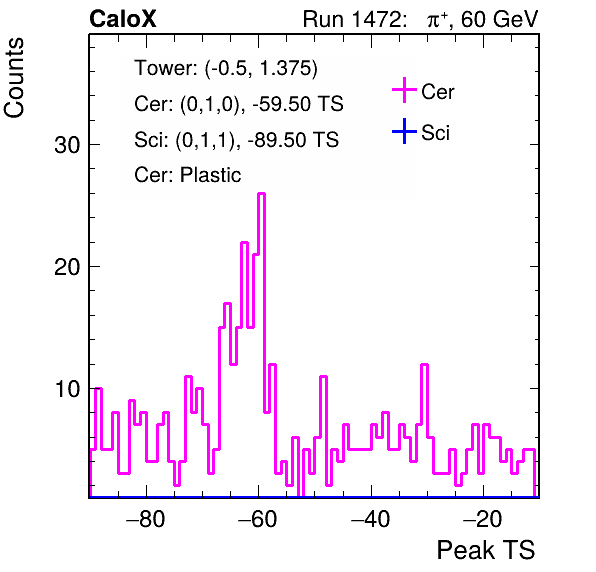 CaloX Run 1472: π⁺, 60 GeV
Counts
Tower: (-0.5, 1.375)
Cer: (0,1,0), -59.50 TS
Sci: (0,1,1), -89.50 TS
Cer: Plastic
Cer
Sci
30
20
10
−80 −60 −40 −20
Peak TS